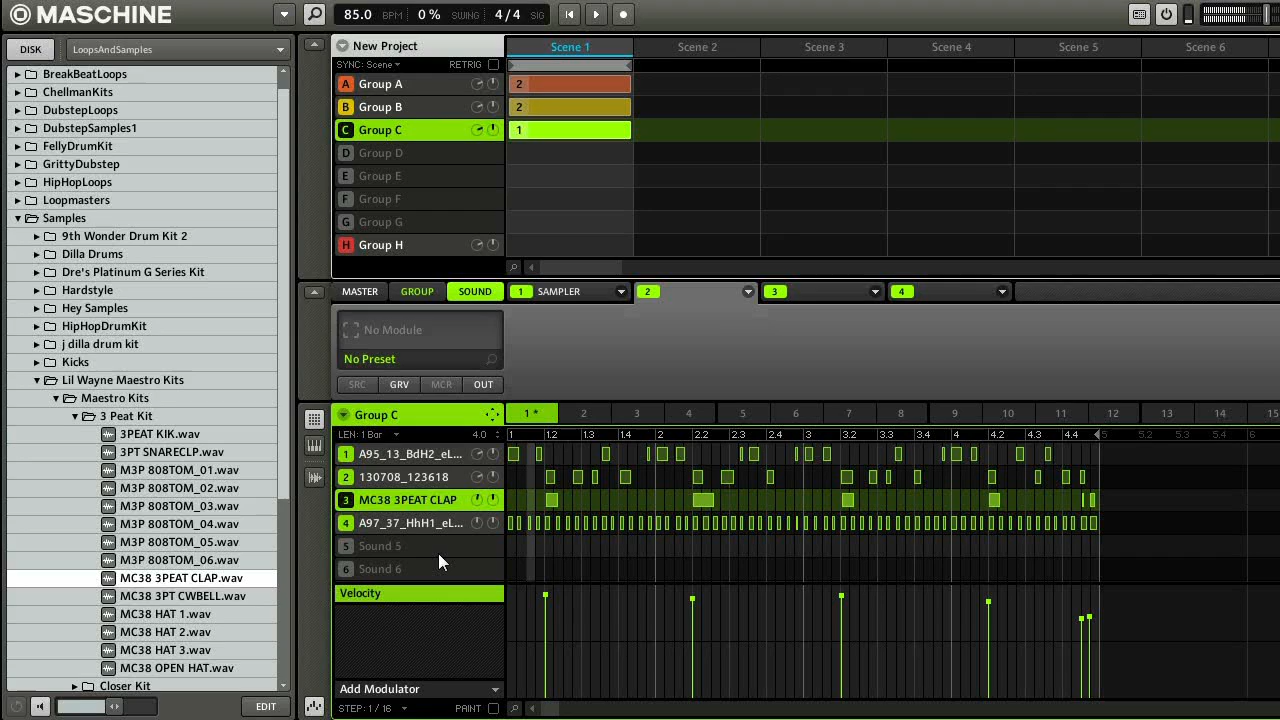 MASCHINE
85.0 BPM 0% SWING 4/4 SIG
DISK LoopsAndSamples
BreakBeatLoops
ChellmanKits
DubstepLoops
DubstepSamples1
FellyDrumKit
GrittyDubstep
HipHopLoops
Loopmasters
Samples
9th Wonder Drum Kit 2
Dilla Drums
Dre's Platinum G Series Kit
Hardstyle
Hey Samples
HipHopDrumKit
j dilla drum kit
Kicks
Lil Wayne Maestro Kits
Maestro Kits
3 Peat Kit
3PEAT KIK.wav
3PT SNARECLP.wav
M3P 808TOM_01.wav
M3P 808TOM_02.wav
M3P 808TOM_03.wav
M3P 808TOM_04.wav
M3P 808TOM_05.wav
M3P 808TOM_06.wav
MC38 3PEAT CLAP.wav
MC38 3PT CWBELL.wav
MC38 HAT 1.wav
MC38 HAT 2.wav
MC38 HAT 3.wav
MC38 OPEN HAT.wav
Closer Kit
EDIT
New Project Scene 1 Scene 2 Scene 3 Scene 4 Scene 5 Scene 6
SYNC: Scene RETRIG
A Group A 2
B Group B 2
C Group C 1
D Group D
E Group E
F Group F
G Group G
H Group H
MASTER GROUP SOUND 1 SAMPLER 2 3 4
No Module
No Preset
SRC GRV MCR OUT
Group C 1 * 2 3 4 5 6 7 8 9 10 11 12 13 14 15
LEN: 1 Bar 4.0 1 1.2 1.3 1.4 2 2.2 2.3 2.4 3 3.2 3.3 3.4 4 4.2 4.3 4.4 5 5.2 5.3 5.4 6
1 A95_13_BdH2_eL...
2 130708_123618
3 MC38 3PEAT CLAP
4 A97_37_HhH1_eL...
5 Sound 5
6 Sound 6
Velocity
Add Modulator
STEP: 1/16 PAINT